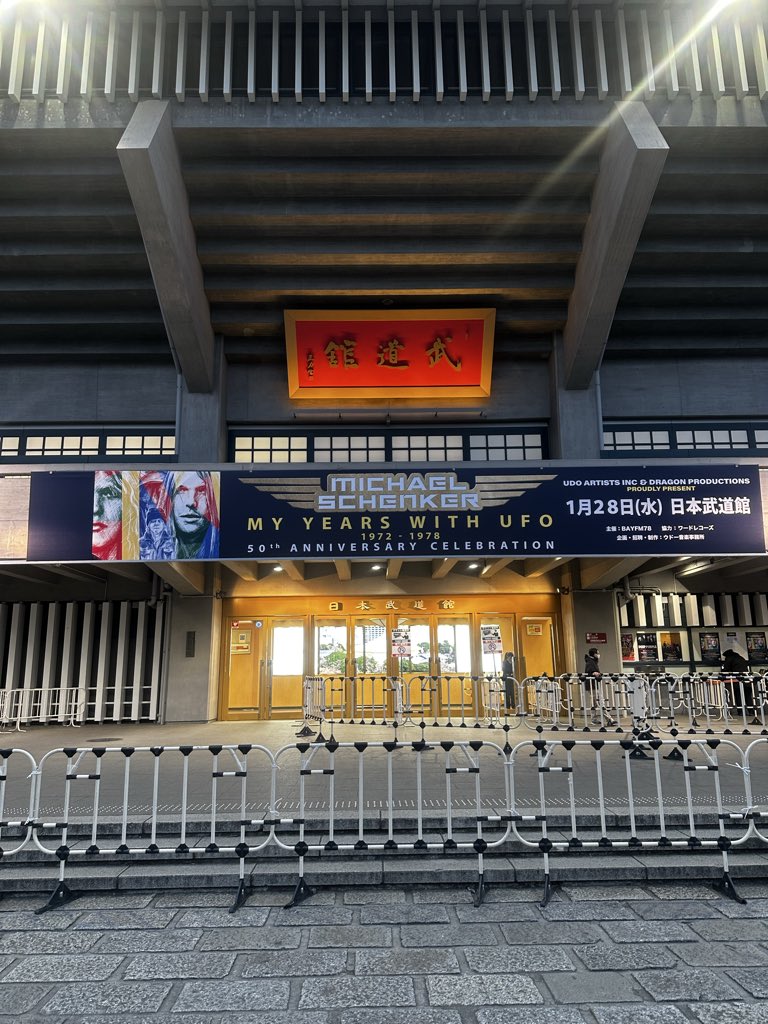 武道館
MICHAEL
SCHENKER
MY YEARS WITH UFO
1972 - 1978
50th ANNIVERSARY CELEBRATION
UDO ARTISTS INC & DRAGON PRODUCTIONS
PROUDLY PRESENT
1月28日(水) 日本武道館
主催:BAYFM78 協力:ワードレコーズ
企画・招聘・制作:ウドー音楽事務所
日本武道館